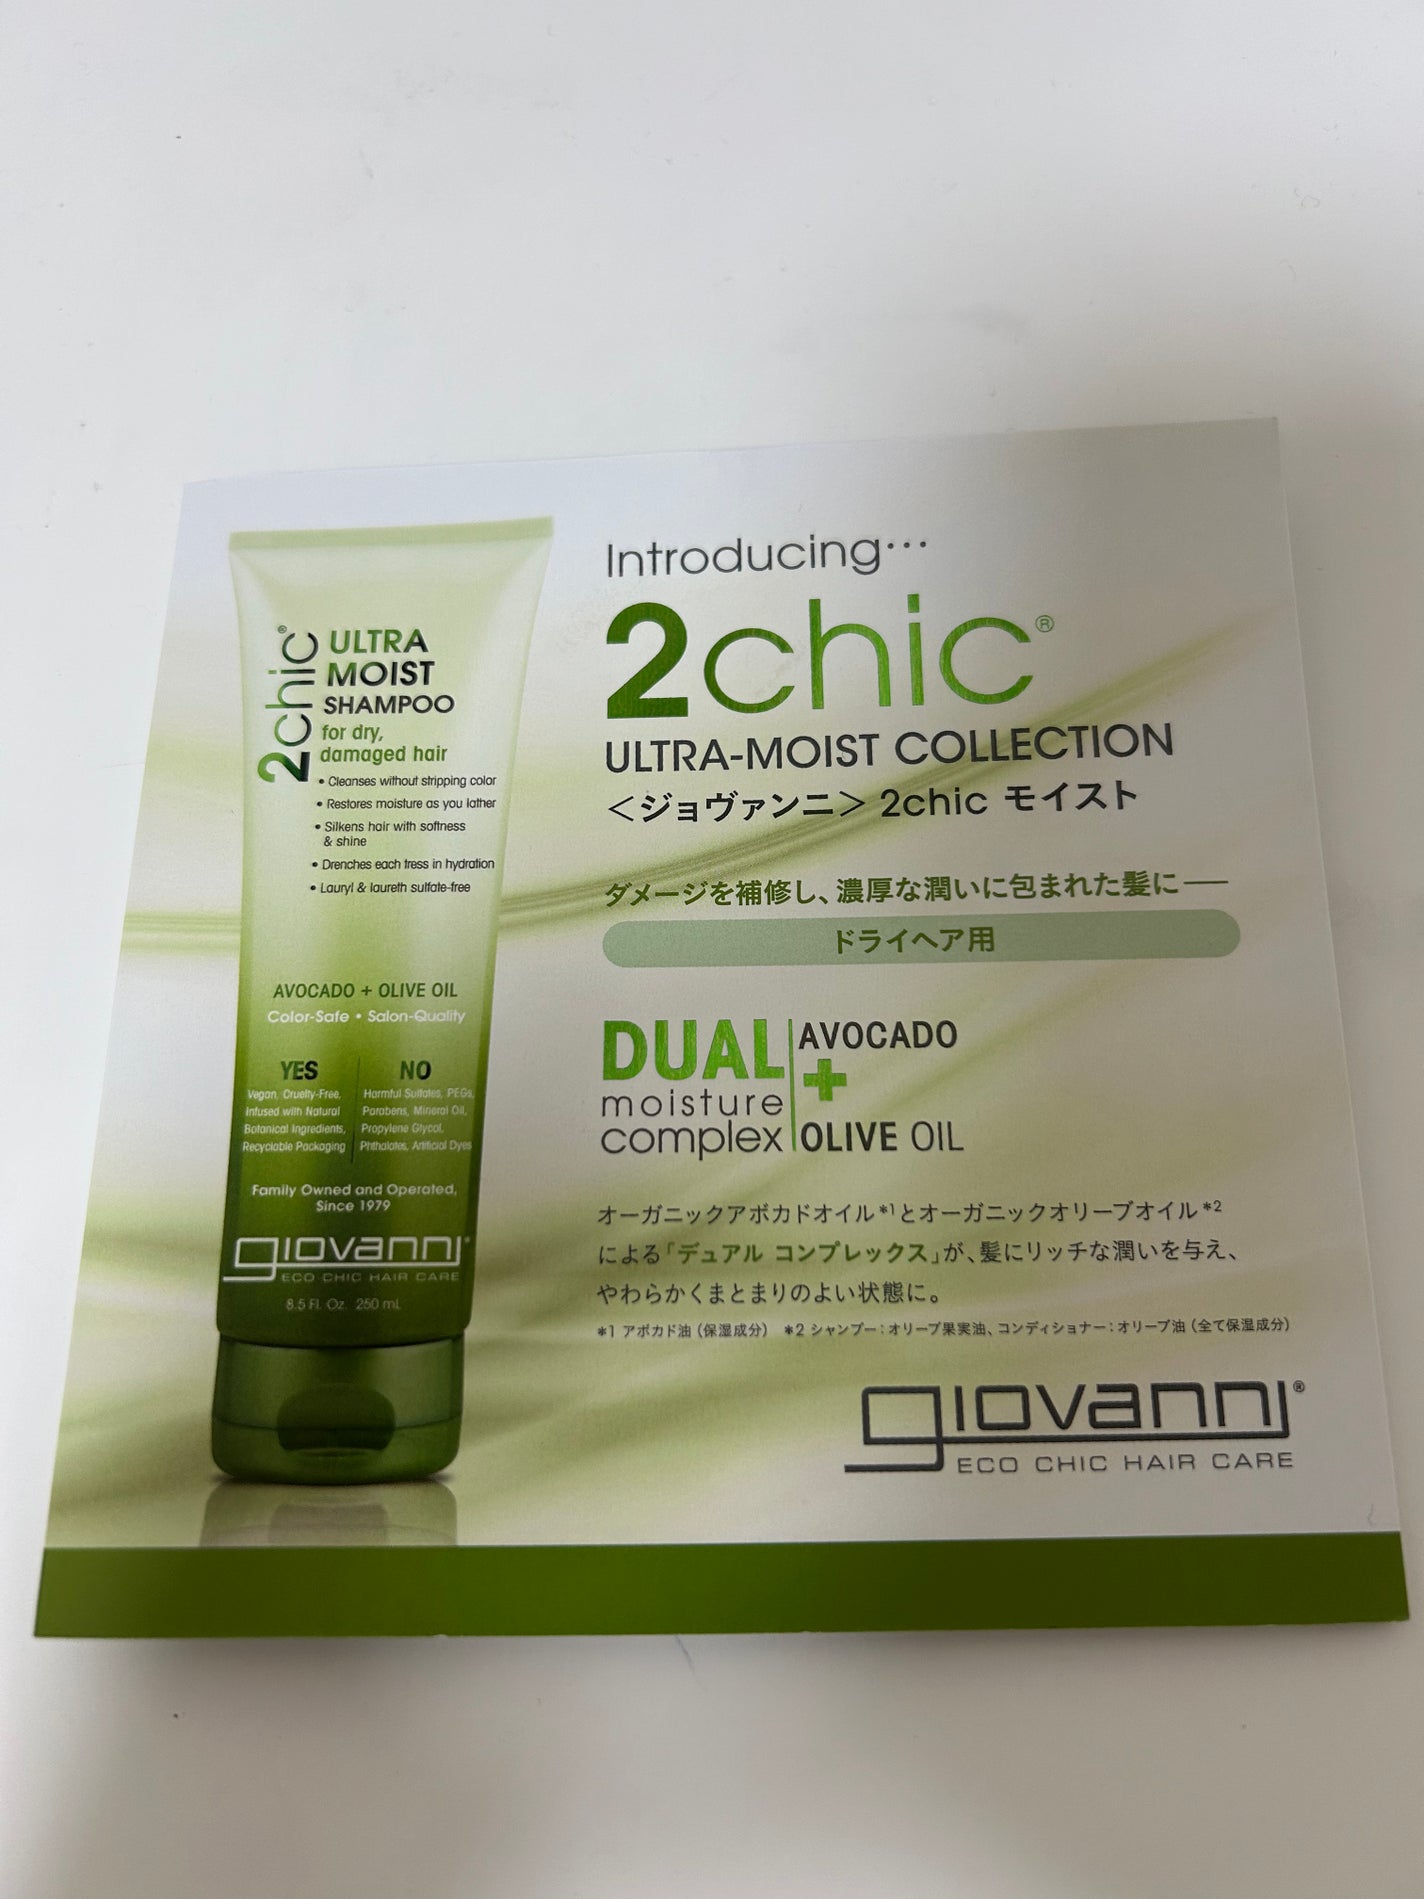 2chic®
ULTRA
MOIST
SHAMPOO
for dry,
damaged hair
• Cleanses without stripping color
• Restores moisture as you lather
• Silkens hair with softness
& shine
• Drenches each tress in hydration
• Lauryl & laureth sulfate-free
AVOCADO + OLIVE OIL
Color-Safe • Salon-Quality
YES
Vegan, Cruelty-Free,
Infused with Natural
Botanical Ingredients,
Recyclable Packaging
NO
Harmful Sulfates, PEGs,
Parabens, Mineral Oil,
Propylene Glycol,
Phthalates, Artificial Dyes
Family Owned and Operated,
Since 1979
giovanni®
ECO CHIC HAIR CARE
8.5 Fl. Oz. 250 mL
Introducing…
2chic®
ULTRA-MOIST COLLECTION
＜ジョヴァンニ＞ 2chic モイスト
ダメージを補修し、濃厚な潤いに包まれた髪に――
ドライヘア用
DUAL
moisture
complex
AVOCADO
+
OLIVE OIL
オーガニックアボカドオイル*1とオーガニックオリーブオイル*2
による「デュアル コンプレックス」が、髪にリッチな潤いを与え、
やわらかくまとまりのよい状態に。
*1 アボカド油（保湿成分） *2 シャンプー：オリーブ果実油、コンディショナー：オリーブ油（全て保湿成分）
giovanni®
ECO CHIC HAIR CARE